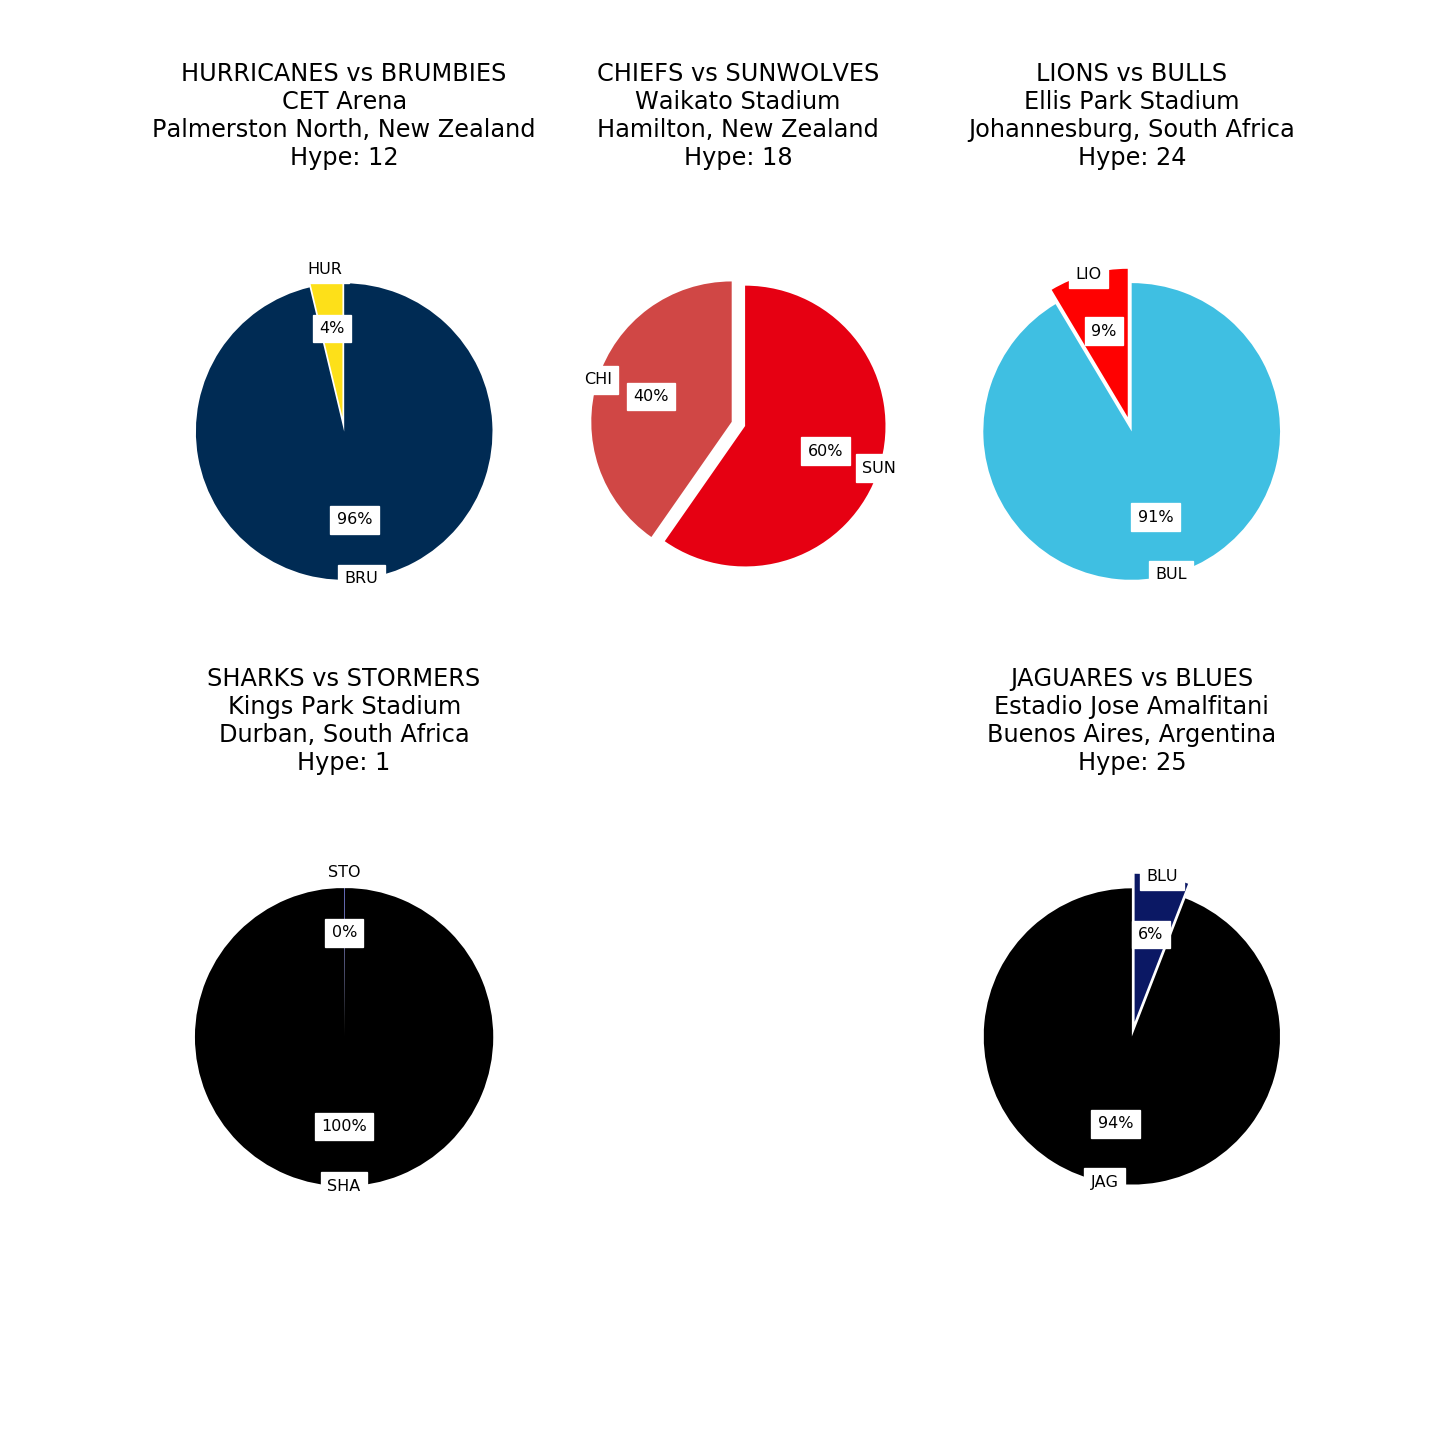 HURRICANES vs BRUMBIES
CET Arena
Palmerston North, New Zealand
Hype: 12
HUR
4%
96%
BRU
CHIEFS vs SUNWOLVES
Waikato Stadium
Hamilton, New Zealand
Hype: 18
CHI
40%
60%
SUN
LIONS vs BULLS
Ellis Park Stadium
Johannesburg, South Africa
Hype: 24
LIO
9%
91%
BUL
SHARKS vs STORMERS
Kings Park Stadium
Durban, South Africa
Hype: 1
STO
0%
100%
SHA
JAGUARES vs BLUES
Estadio Jose Amalfitani
Buenos Aires, Argentina
Hype: 25
BLU
6%
94%
JAG